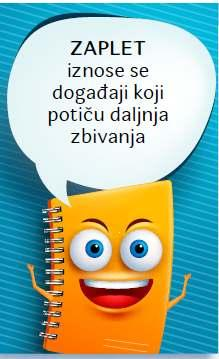 ZAPLET
iznose se
događaji koji
potiču daljnja
zbivanja